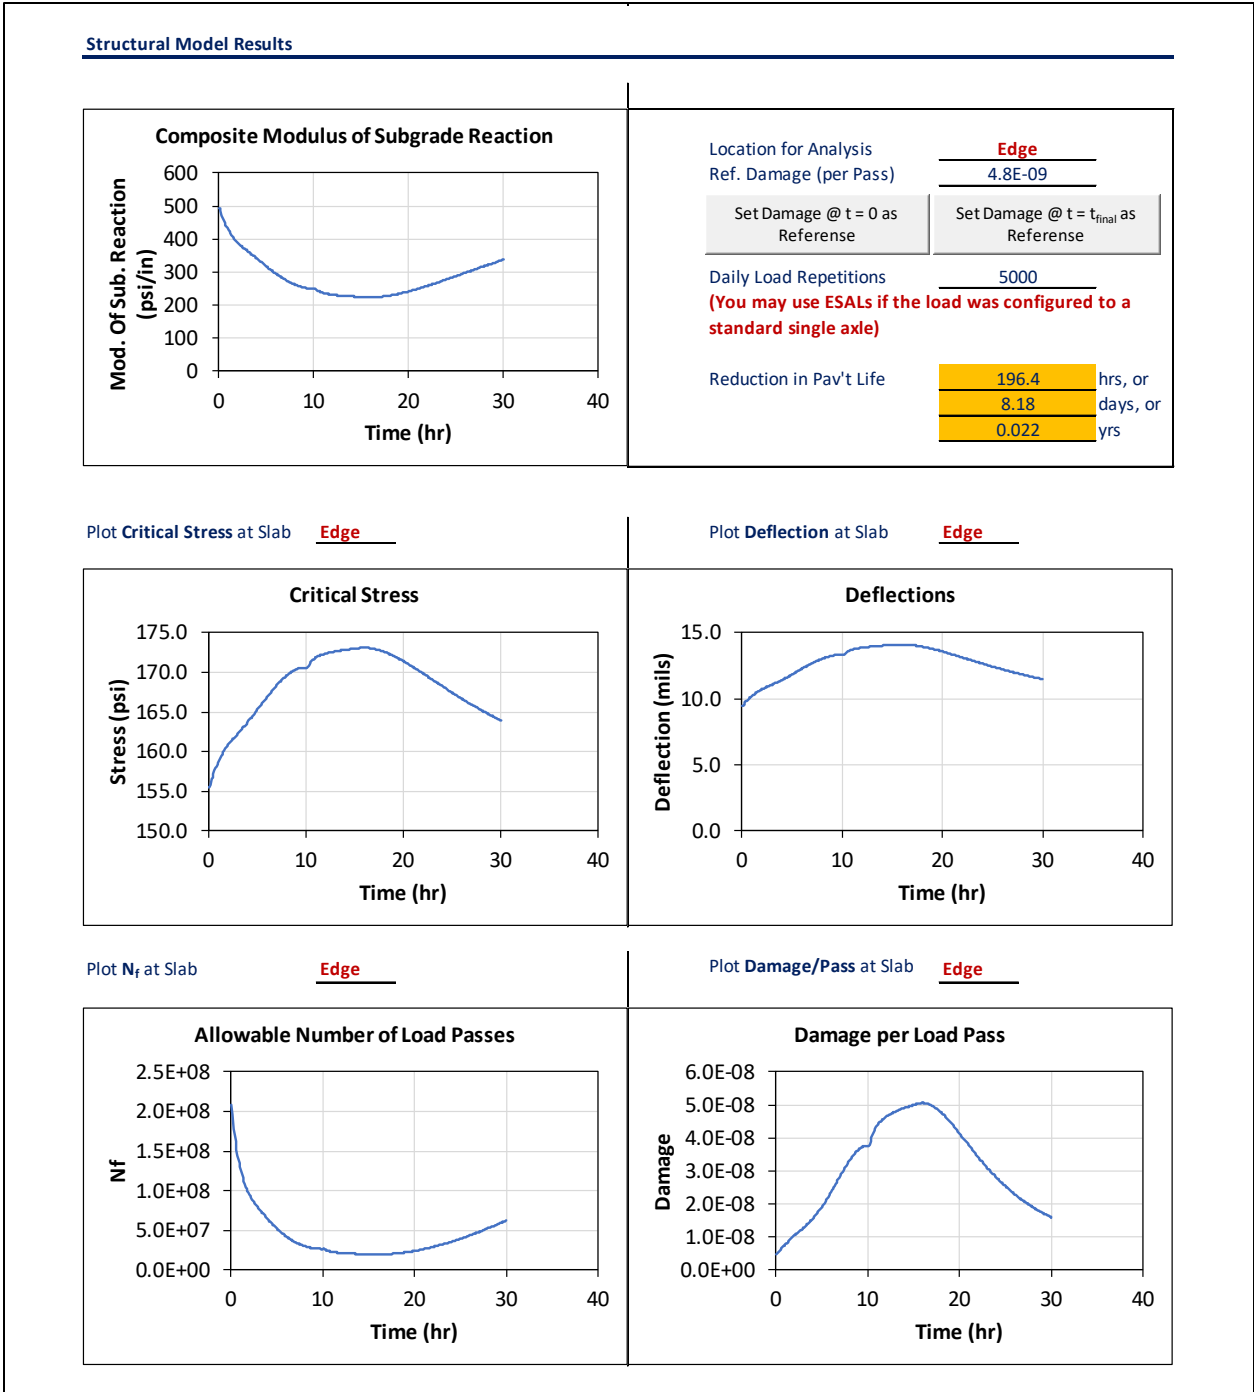 Structural Model Results
Composite Modulus of Subgrade Reaction
Mod. Of Sub. Reaction
(psi/in)
600
500
400
300
200
100
0
0 10 20 30 40
Time (hr)
Location for Analysis Edge
Ref. Damage (per Pass) 4.8E-09
Set Damage @ t = 0 as
Referense
Set Damage @ t = tfinal as
Referense
Daily Load Repetitions 5000
(You may use ESALs if the load was configured to a
standard single axle)
Reduction in Pav't Life 196.4 hrs, or
8.18 days, or
0.022 yrs
Plot Critical Stress at Slab Edge
Critical Stress
Stress (psi)
175.0
170.0
165.0
160.0
155.0
150.0
0 10 20 30 40
Time (hr)
Plot Deflection at Slab Edge
Deflections
Deflection (mils)
15.0
10.0
5.0
0.0
0 10 20 30 40
Time (hr)
Plot Nf at Slab Edge
Allowable Number of Load Passes
Nf
2.5E+08
2.0E+08
1.5E+08
1.0E+08
5.0E+07
0.0E+00
0 10 20 30 40
Time (hr)
Plot Damage/Pass at Slab Edge
Damage per Load Pass
Damage
6.0E-08
5.0E-08
4.0E-08
3.0E-08
2.0E-08
1.0E-08
0.0E+00
0 10 20 30 40
Time (hr)